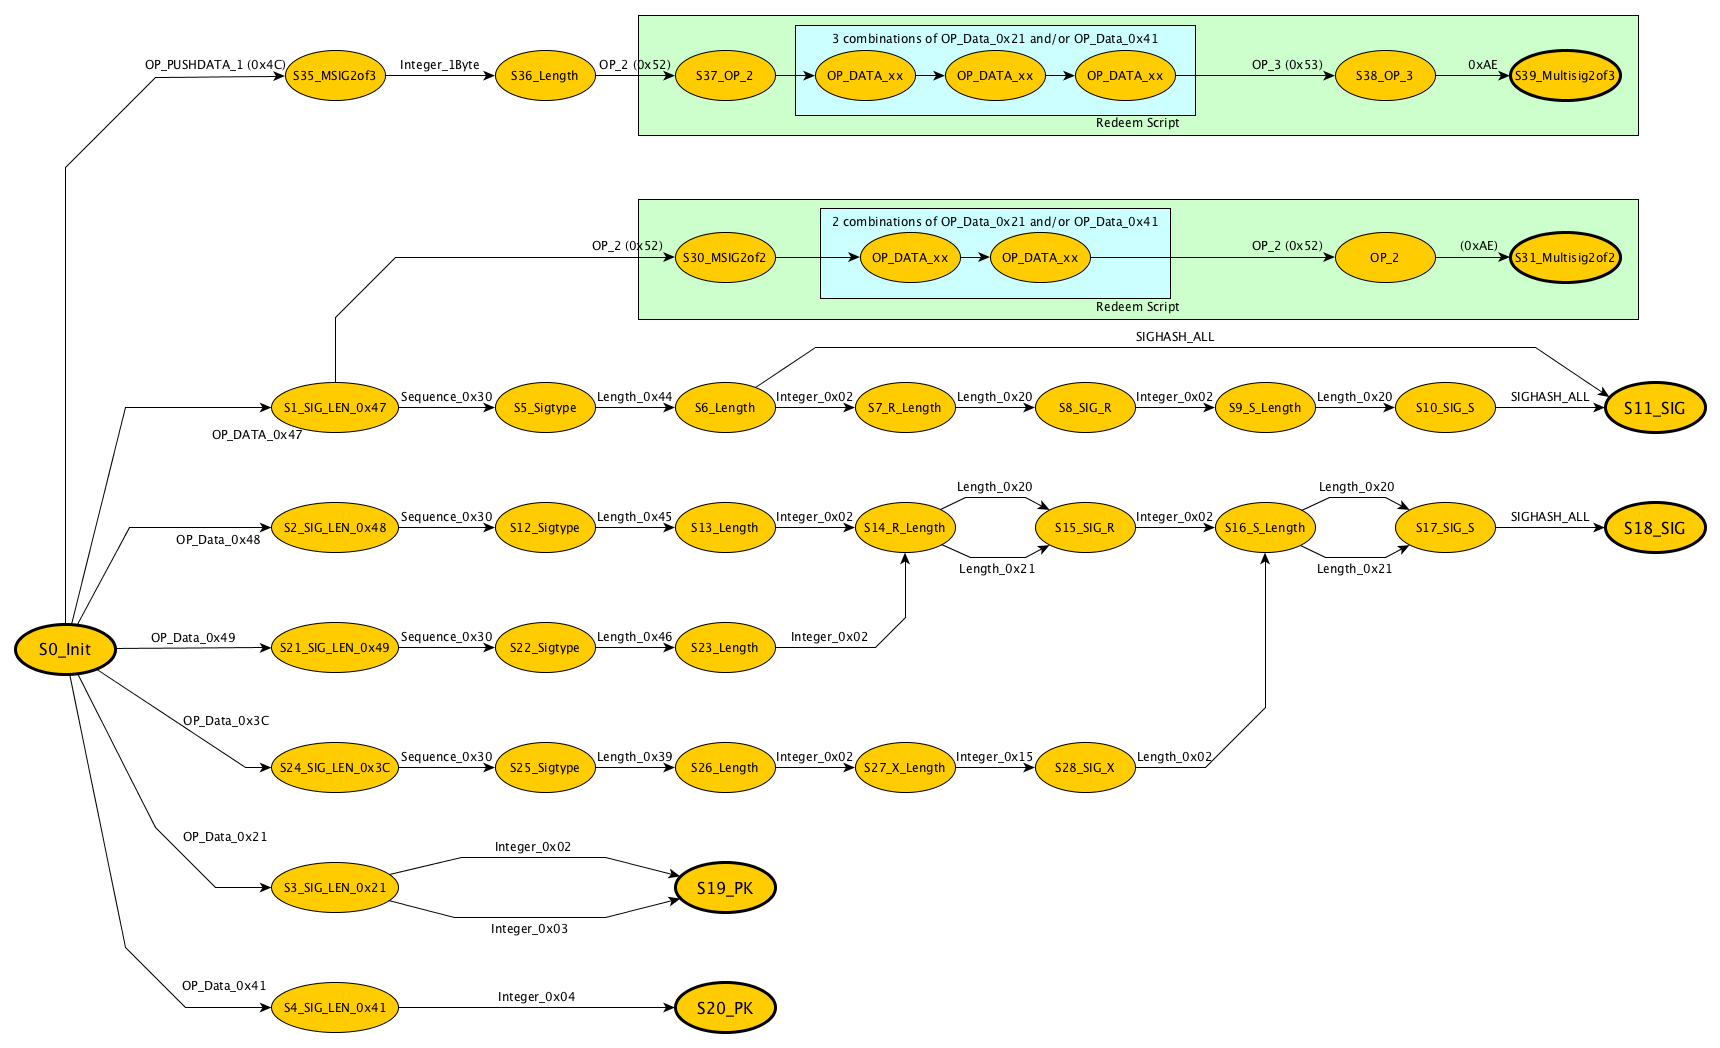 3 combinations of OP_Data_0x21 and/or OP_Data_0x41
OP_PUSHDATA_1 (0x4C)
S35_MSIG2of3
Integer_1Byte
S36_Length
OP_2 (0x52)
S37_OP_2
OP_DATA_xx
OP_DATA_xx
OP_DATA_xx
OP_3 (0x53)
S38_OP_3
0xAE
S39_Multisig2of3
Redeem Script
2 combinations of OP_Data_0x21 and/or OP_Data_0x41
OP_2 (0x52)
S30_MSIG2of2
OP_DATA_xx
OP_DATA_xx
OP_2 (0x52)
OP_2
(0xAE)
S31_Multisig2of2
Redeem Script
SIGHASH_ALL
OP_DATA_0x47
S1_SIG_LEN_0x47
Sequence_0x30
S5_Sigtype
Length_0x44
S6_Length
Integer_0x02
S7_R_Length
Length_0x20
S8_SIG_R
Integer_0x02
S9_S_Length
Length_0x20
S10_SIG_S
SIGHASH_ALL
S11_SIG
Length_0x20
Length_0x20
OP_Data_0x48
S2_SIG_LEN_0x48
Sequence_0x30
S12_Sigtype
Length_0x45
S13_Length
Integer_0x02
S14_R_Length
S15_SIG_R
Integer_0x02
S16_S_Length
S17_SIG_S
SIGHASH_ALL
S18_SIG
Length_0x21
Length_0x21
S0_Init
OP_Data_0x49
S21_SIG_LEN_0x49
Sequence_0x30
S22_Sigtype
Length_0x46
S23_Length
Integer_0x02
OP_Data_0x3C
S24_SIG_LEN_0x3C
Sequence_0x30
S25_Sigtype
Length_0x39
S26_Length
Integer_0x02
S27_X_Length
Integer_0x15
S28_SIG_X
Length_0x02
OP_Data_0x21
S3_SIG_LEN_0x21
Integer_0x02
S19_PK
Integer_0x03
OP_Data_0x41
S4_SIG_LEN_0x41
Integer_0x04
S20_PK